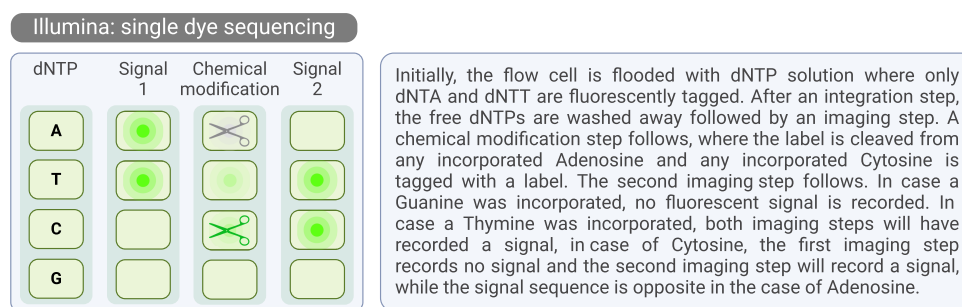 Illumina: single dye sequencing
dNTP
Signal
1
Chemical
modification
Signal
2
A
T
C
G
Initially, the flow cell is flooded with dNTP solution where only
dNTA and dNTT are fluorescently tagged. After an integration step,
the free dNTPs are washed away followed by an imaging step. A
chemical modification step follows, where the label is cleaved from
any incorporated Adenosine and any incorporated Cytosine is
tagged with a label. The second imaging step follows. In case a
Guanine was incorporated, no fluorescent signal is recorded. In
case a Thymine was incorporated, both imaging steps will have
recorded a signal, in case of Cytosine, the first imaging step
records no signal and the second imaging step will record a signal,
while the signal sequence is opposite in the case of Adenosine.